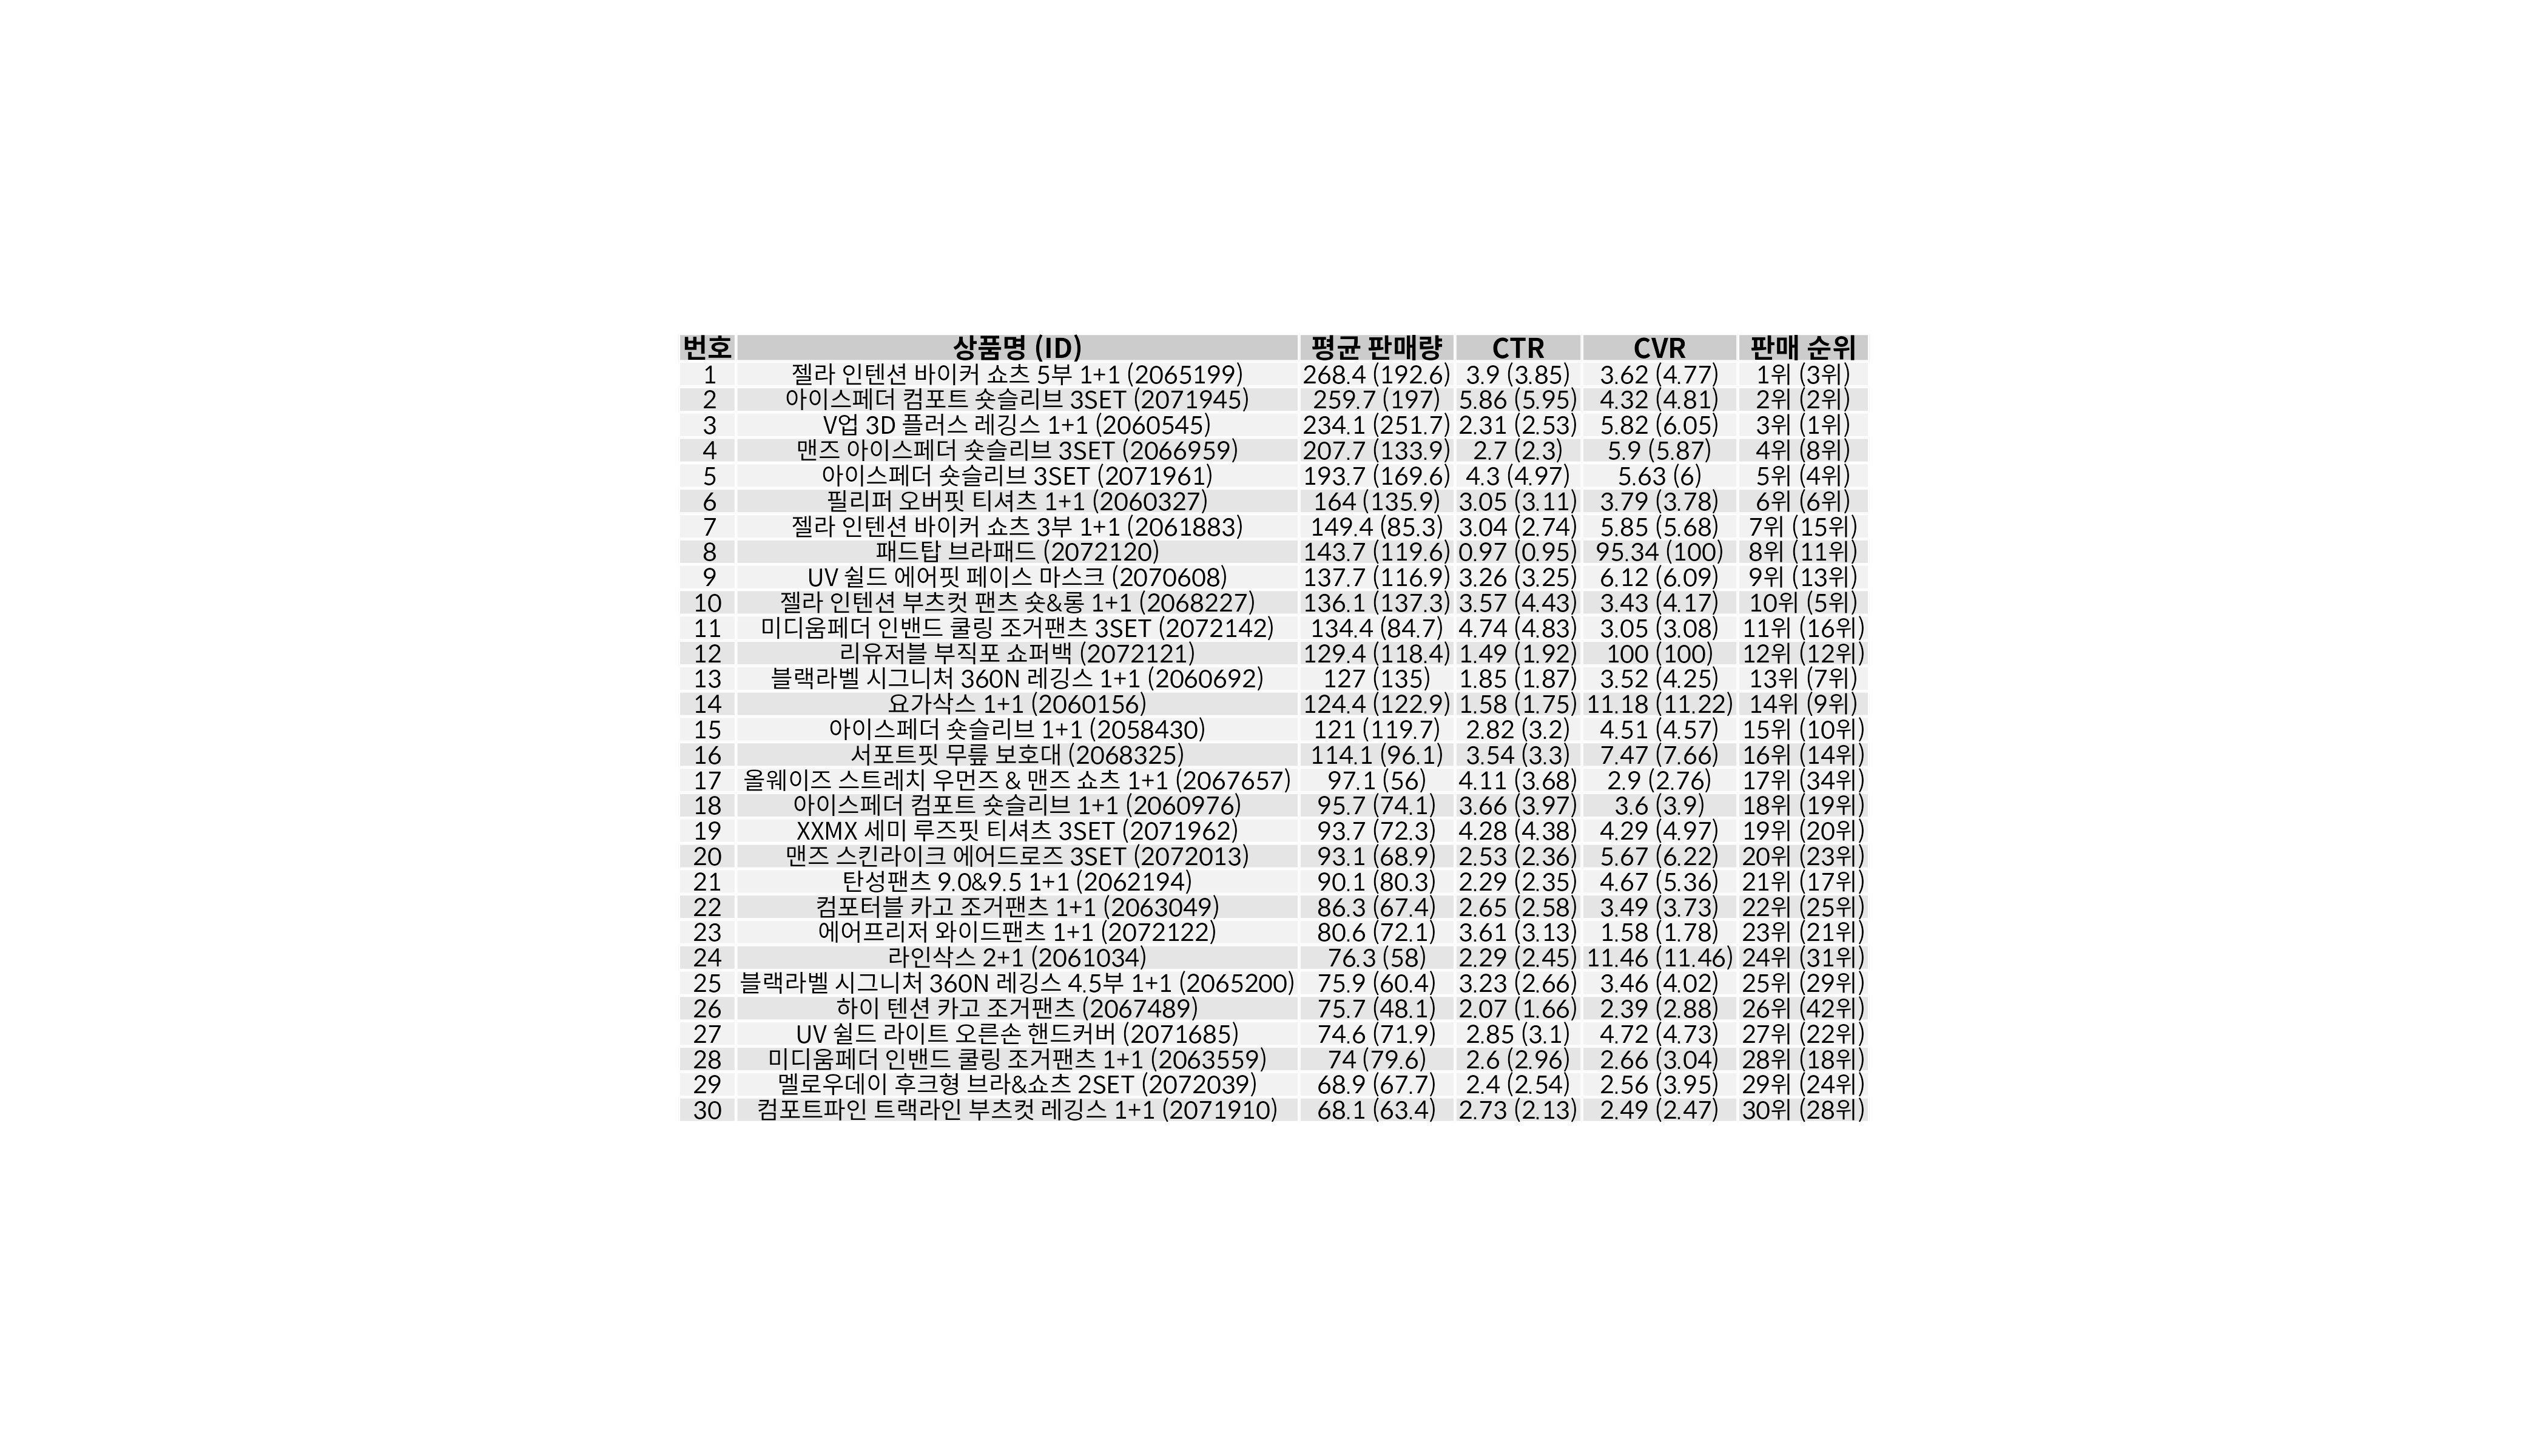 번호 상품명 (ID) 평균 판매량 CTR CVR 판매 순위
1 젤라 인텐션 바이커 쇼츠 5부 1+1 (2065199) 268.4 (192.6) 3.9 (3.85) 3.62 (4.77) 1위 (3위)
2 아이스페더 컴포트 숏슬리브 3SET (2071945) 259.7 (197) 5.86 (5.95) 4.32 (4.81) 2위 (2위)
3 V업 3D 플러스 레깅스 1+1 (2060545) 234.1 (251.7) 2.31 (2.53) 5.82 (6.05) 3위 (1위)
4 맨즈 아이스페더 숏슬리브 3SET (2066959) 207.7 (133.9) 2.7 (2.3) 5.9 (5.87) 4위 (8위)
5 아이스페더 숏슬리브 3SET (2071961) 193.7 (169.6) 4.3 (4.97) 5.63 (6) 5위 (4위)
6 필리퍼 오버핏 티셔츠 1+1 (2060327) 164 (135.9) 3.05 (3.11) 3.79 (3.78) 6위 (6위)
7 젤라 인텐션 바이커 쇼츠 3부 1+1 (2061883) 149.4 (85.3) 3.04 (2.74) 5.85 (5.68) 7위 (15위)
8 패드탑 브라패드 (2072120) 143.7 (119.6) 0.97 (0.95) 95.34 (100) 8위 (11위)
9 UV 쉴드 에어핏 페이스 마스크 (2070608) 137.7 (116.9) 3.26 (3.25) 6.12 (6.09) 9위 (13위)
10 젤라 인텐션 부츠컷 팬츠 숏&롱 1+1 (2068227) 136.1 (137.3) 3.57 (4.43) 3.43 (4.17) 10위 (5위)
11 미디움페더 인밴드 쿨링 조거팬츠 3SET (2072142) 134.4 (84.7) 4.74 (4.83) 3.05 (3.08) 11위 (16위)
12 리유저블 부직포 쇼퍼백 (2072121) 129.4 (118.4) 1.49 (1.92) 100 (100) 12위 (12위)
13 블랙라벨 시그니처 360N 레깅스 1+1 (2060692) 127 (135) 1.85 (1.87) 3.52 (4.25) 13위 (7위)
14 요가삭스 1+1 (2060156) 124.4 (122.9) 1.58 (1.75) 11.18 (11.22) 14위 (9위)
15 아이스페더 숏슬리브 1+1 (2058430) 121 (119.7) 2.82 (3.2) 4.51 (4.57) 15위 (10위)
16 서포트핏 무릎 보호대 (2068325) 114.1 (96.1) 3.54 (3.3) 7.47 (7.66) 16위 (14위)
17 올웨이즈 스트레치 우먼즈 & 맨즈 쇼츠 1+1 (2067657) 97.1 (56) 4.11 (3.68) 2.9 (2.76) 17위 (34위)
18 아이스페더 컴포트 숏슬리브 1+1 (2060976) 95.7 (74.1) 3.66 (3.97) 3.6 (3.9) 18위 (19위)
19 XXMX 세미 루즈핏 티셔츠 3SET (2071962) 93.7 (72.3) 4.28 (4.38) 4.29 (4.97) 19위 (20위)
20 맨즈 스킨라이크 에어드로즈 3SET (2072013) 93.1 (68.9) 2.53 (2.36) 5.67 (6.22) 20위 (23위)
21 탄성팬츠 9.0&9.5 1+1 (2062194) 90.1 (80.3) 2.29 (2.35) 4.67 (5.36) 21위 (17위)
22 컴포터블 카고 조거팬츠 1+1 (2063049) 86.3 (67.4) 2.65 (2.58) 3.49 (3.73) 22위 (25위)
23 에어프리저 와이드팬츠 1+1 (2072122) 80.6 (72.1) 3.61 (3.13) 1.58 (1.78) 23위 (21위)
24 라인삭스 2+1 (2061034) 76.3 (58) 2.29 (2.45) 11.46 (11.46) 24위 (31위)
25 블랙라벨 시그니처 360N 레깅스 4.5부 1+1 (2065200) 75.9 (60.4) 3.23 (2.66) 3.46 (4.02) 25위 (29위)
26 하이 텐션 카고 조거팬츠 (2067489) 75.7 (48.1) 2.07 (1.66) 2.39 (2.88) 26위 (42위)
27 UV 쉴드 라이트 오른손 핸드커버 (2071685) 74.6 (71.9) 2.85 (3.1) 4.72 (4.73) 27위 (22위)
28 미디움페더 인밴드 쿨링 조거팬츠 1+1 (2063559) 74 (79.6) 2.6 (2.96) 2.66 (3.04) 28위 (18위)
29 멜로우데이 후크형 브라&쇼츠 2SET (2072039) 68.9 (67.7) 2.4 (2.54) 2.56 (3.95) 29위 (24위)
30 컴포트파인 트랙라인 부츠컷 레깅스 1+1 (2071910) 68.1 (63.4) 2.73 (2.13) 2.49 (2.47) 30위 (28위)